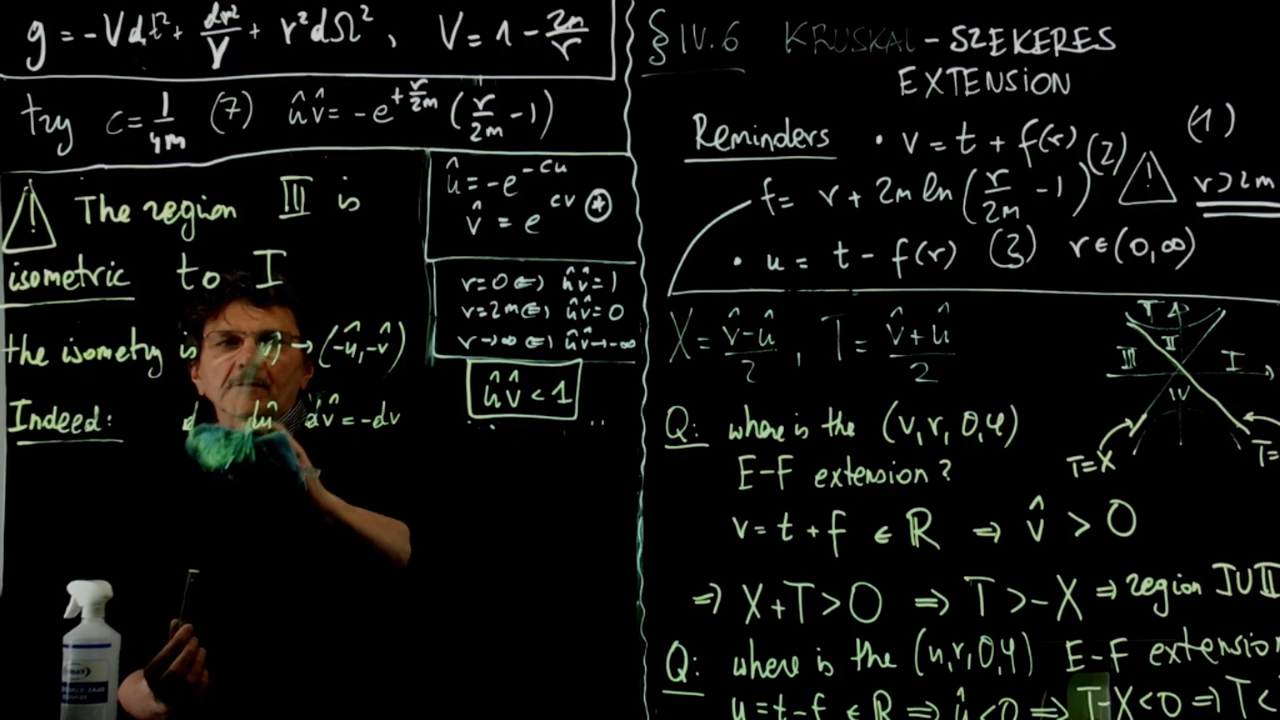 g = -Vdt² + dr²/V + r²dΩ², V = 1 - 2m/r
try c = 1/4m (7) ûv̂ = -e^{+r/2m} (r/2m - 1)
⚠ The region III is
isometric to I
the isometry is v̂) → (-û, -v̂)
Indeed: dû dv̂ = -dv
û = -e^{-cu}
v̂ = e^{cv} ⊛
r=0 ⇔ ûv̂ = 1
r=2m ⇔ ûv̂ = 0
r→∞ ⇔ ûv̂ → -∞
ûv̂ < 1
§ IV.6 KRUSKAL-SZEKERES
EXTENSION
Reminders • v = t + f(r) (1)
f = r + 2m ln (r/2m - 1) (2) ⚠ r>2m
• u = t - f(r) (3) r∈(0,∞)
X = (v̂-û)/2, T = (v̂+û)/2
T
III II I
IV
T=X T=
Q: where is the (v,r,θ,φ)
E-F extension?
v = t + f ∈ ℝ ⇒ v̂ > 0
⇒ X+T>0 ⇒ T>-X ⇒ region I∪II
Q: where is the (u,r,θ,φ) E-F extension
u = t-f ∈ ℝ ⇒ û<0 ⇒ T-X<0 ⇒ T<